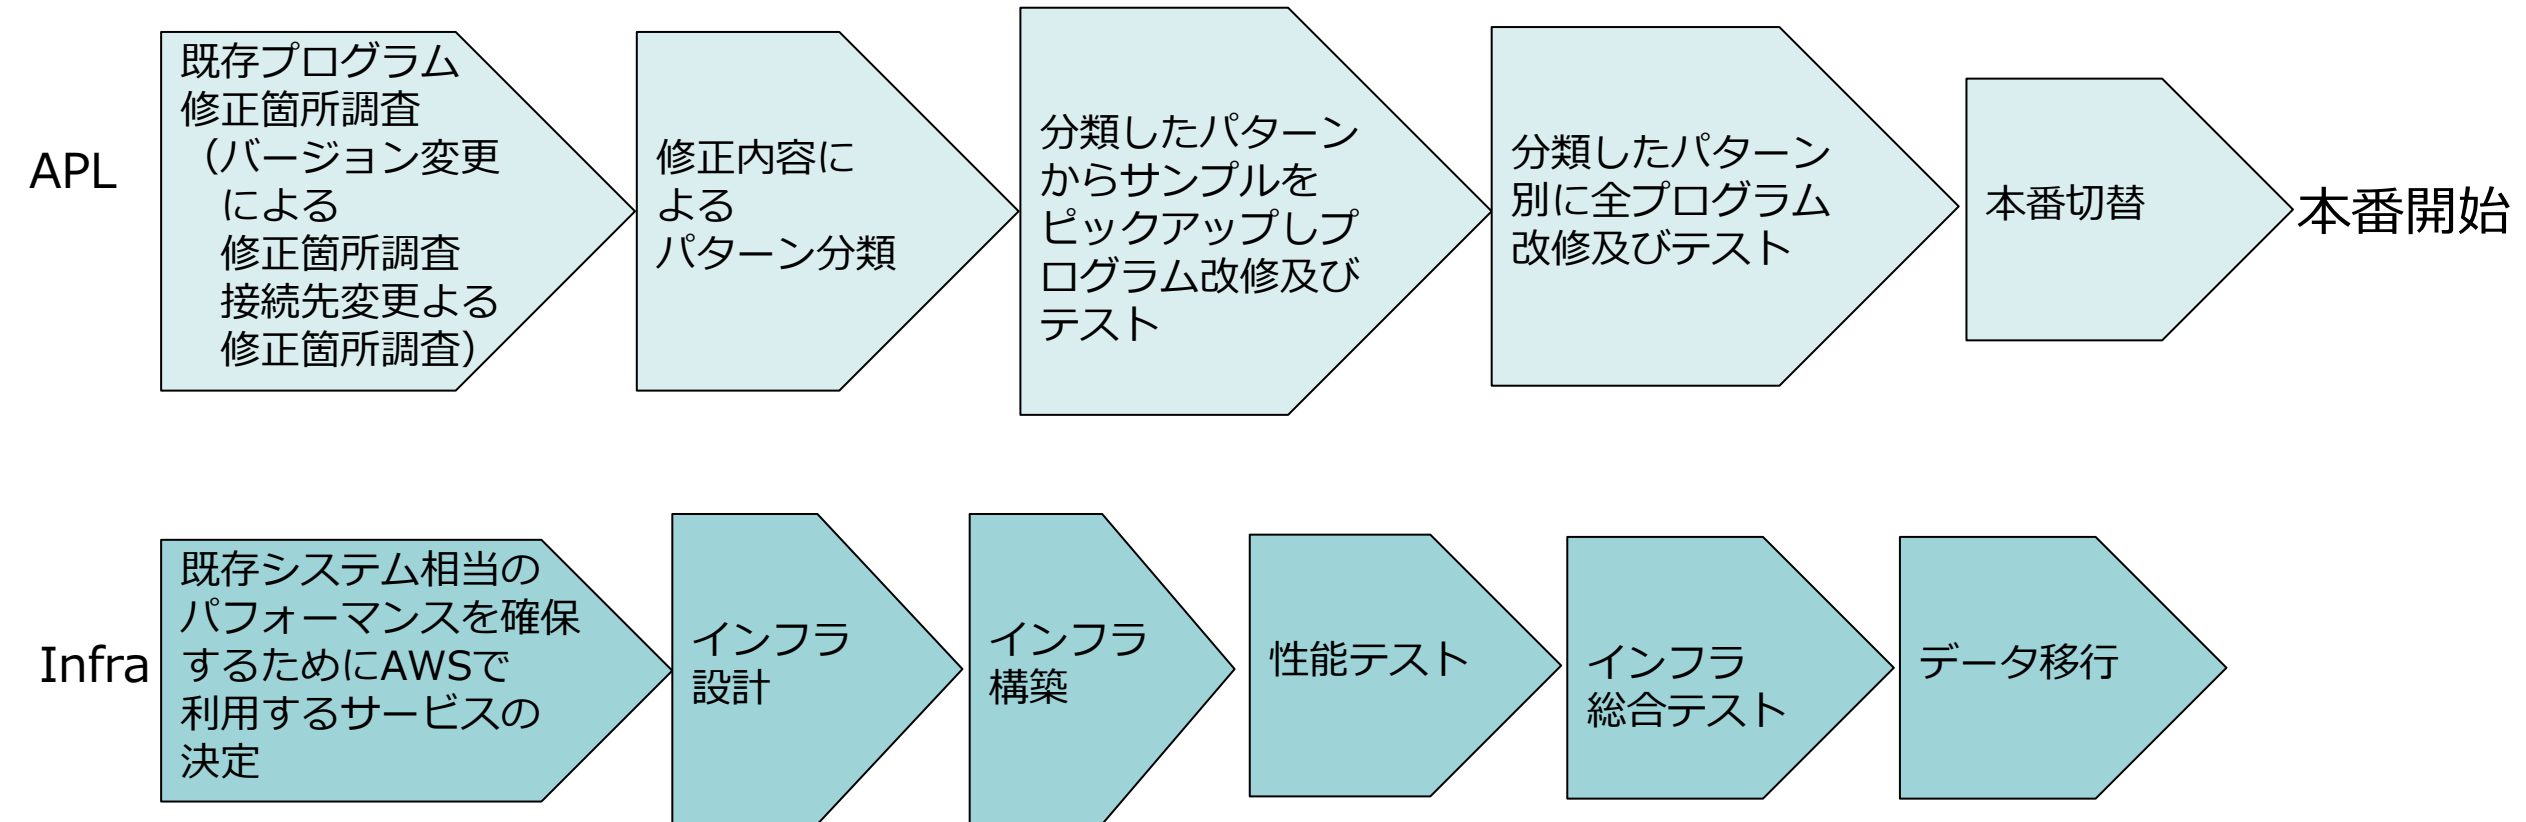 APL
既存プログラム
修正箇所調査
（バージョン変更
による
修正箇所調査
接続先変更よる
修正箇所調査）
修正内容に
よる
パターン分類
分類したパターン
からサンプルを
ピックアップしプ
ログラム改修及び
テスト
分類したパターン
別に全プログラム
改修及びテスト
本番切替
本番開始
Infra
既存システム相当の
パフォーマンスを確保
するためにAWSで
利用するサービスの
決定
インフラ
設計
インフラ
構築
性能テスト
インフラ
総合テスト
データ移行